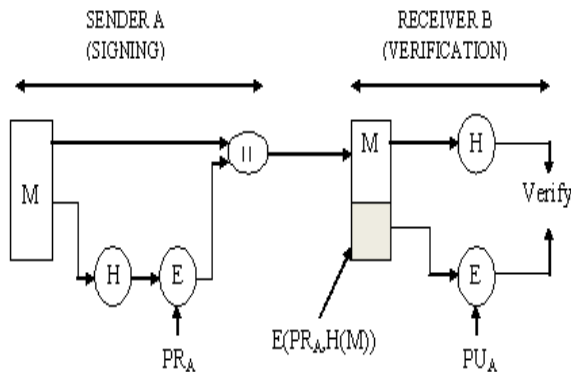 SENDER A
(SIGNING)
RECEIVER B
(VERIFICATION)
M
H
E
PRA
||
M
E(PRA,H(M))
H
E
PUA
Verify